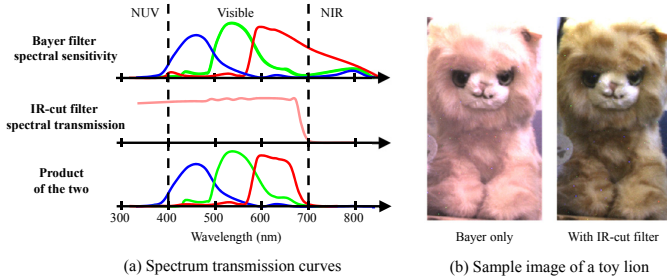 NUV
Visible
NIR
Bayer filter
spectral sensitivity
IR-cut filter
spectral transmission
Product
of the two
300 400 500 600 700 800
Wavelength (nm)
Bayer only
With IR-cut filter
(a) Spectrum transmission curves
(b) Sample image of a toy lion